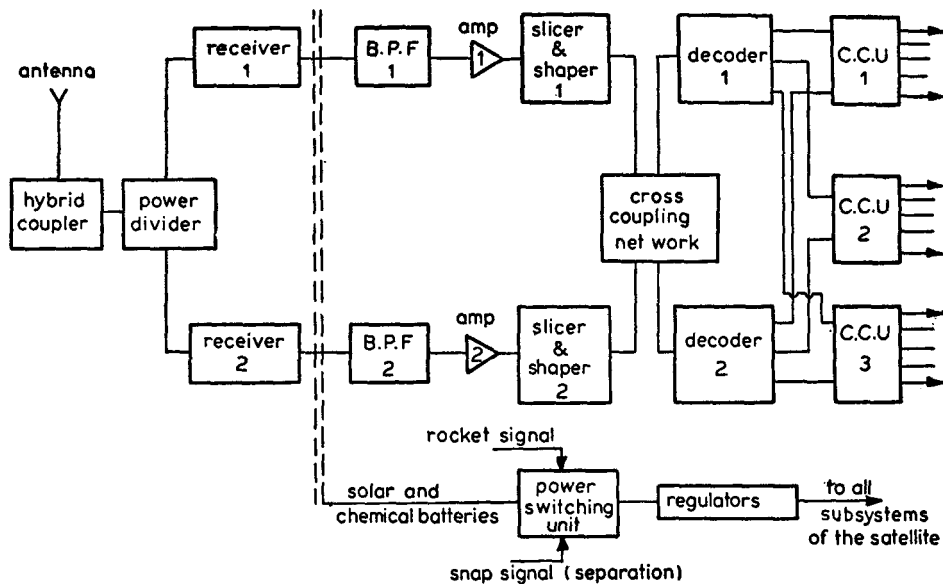 antenna
hybrid
coupler
power
divider
receiver
1
B.P.F
1
amp
1
slicer
&
shaper
1
decoder
1
C.C.U
1
cross
coupling
net work
C.C.U
2
receiver
2
B.P.F
2
amp
2
slicer
&
shaper
2
decoder
2
C.C.U
3
rocket signal
solar and
chemical batteries
power
switching
unit
regulators
to all
subsystems
of the satellite
snap signal (separation)